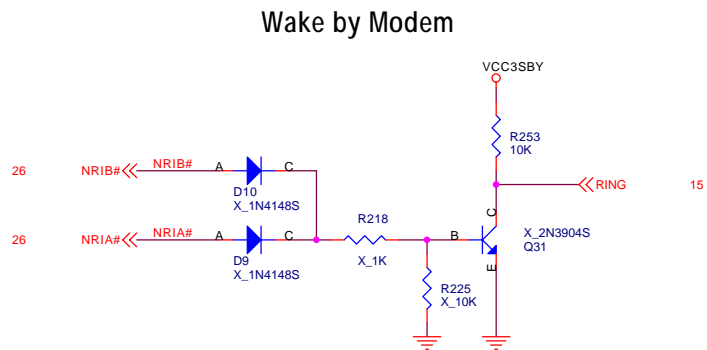 Wake by Modem
VCC3SBY
R253
10K
26 NRIB# NRIB# A C
D10
X_1N4148S
RING 15
R218
C
X_2N3904S
Q31
26 NRIA# NRIA# A C
B
D9
X_1N4148S
X_1K
E
R225
X_10K